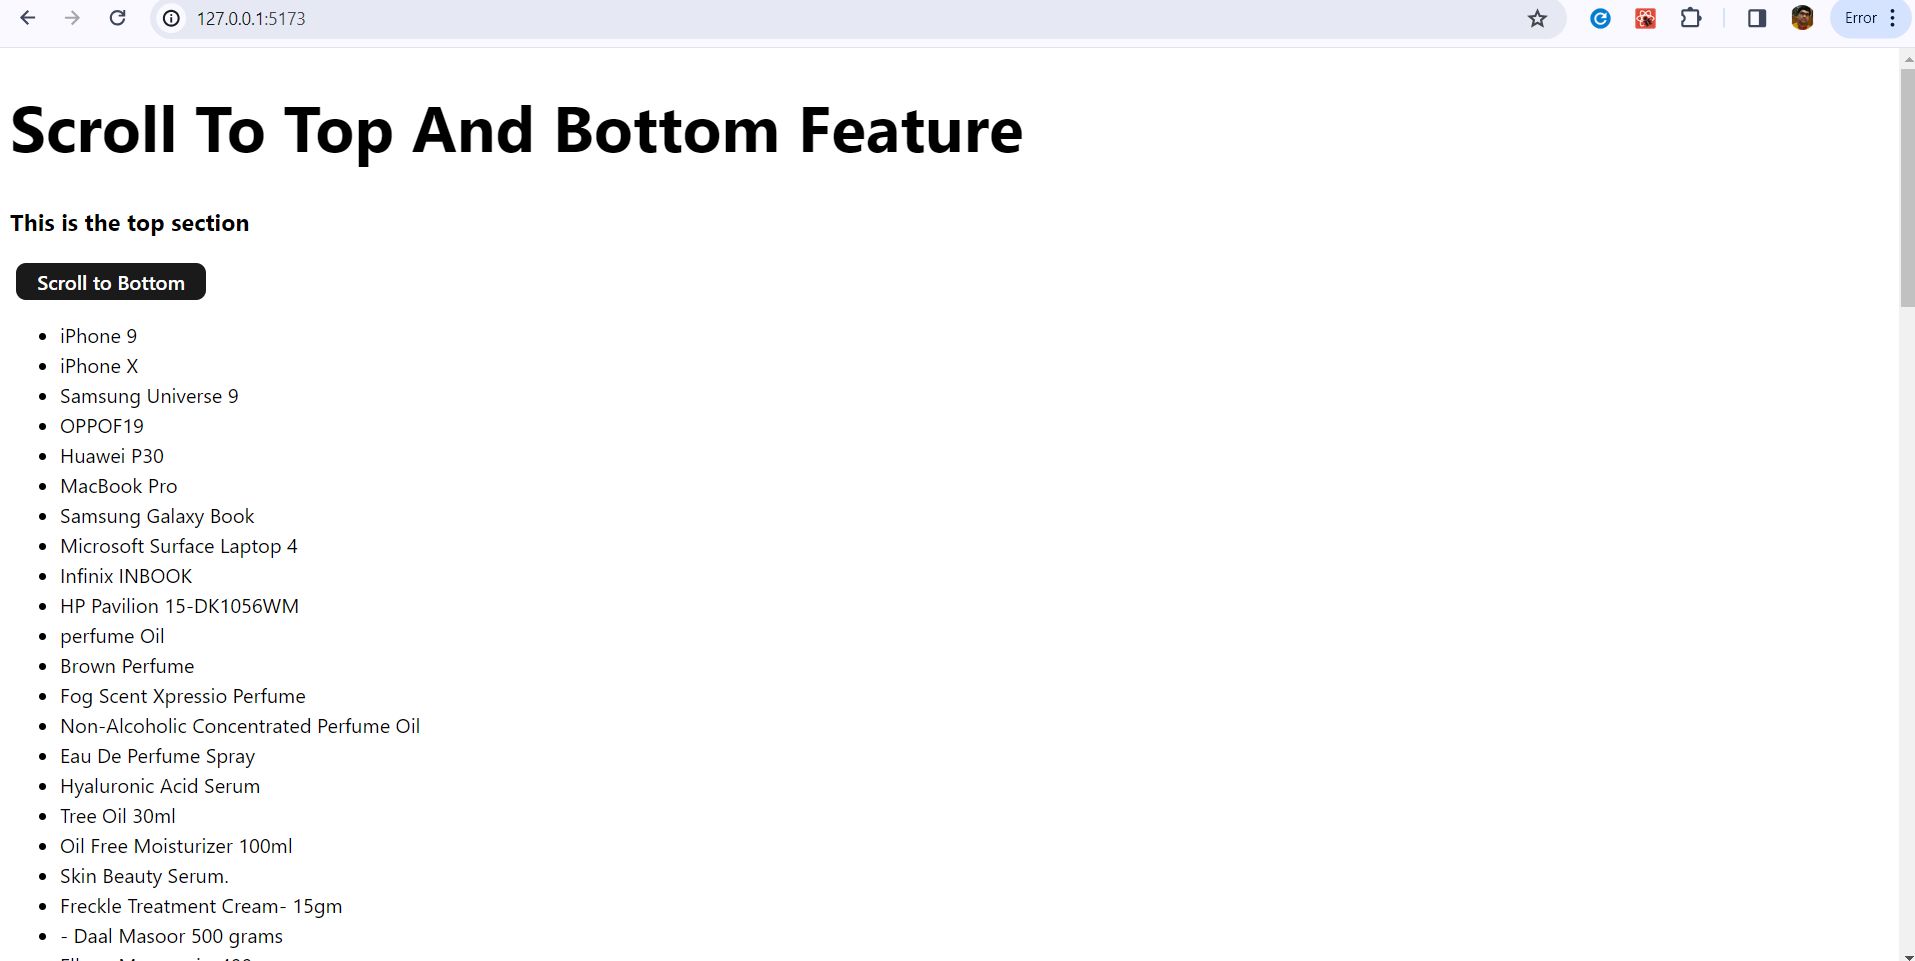 127.0.0.1:5173
Error
Scroll To Top And Bottom Feature
This is the top section
Scroll to Bottom
iPhone 9
iPhone X
Samsung Universe 9
OPPOF19
Huawei P30
MacBook Pro
Samsung Galaxy Book
Microsoft Surface Laptop 4
Infinix INBOOK
HP Pavilion 15-DK1056WM
perfume Oil
Brown Perfume
Fog Scent Xpressio Perfume
Non-Alcoholic Concentrated Perfume Oil
Eau De Perfume Spray
Hyaluronic Acid Serum
Tree Oil 30ml
Oil Free Moisturizer 100ml
Skin Beauty Serum.
Freckle Treatment Cream- 15gm
- Daal Masoor 500 grams